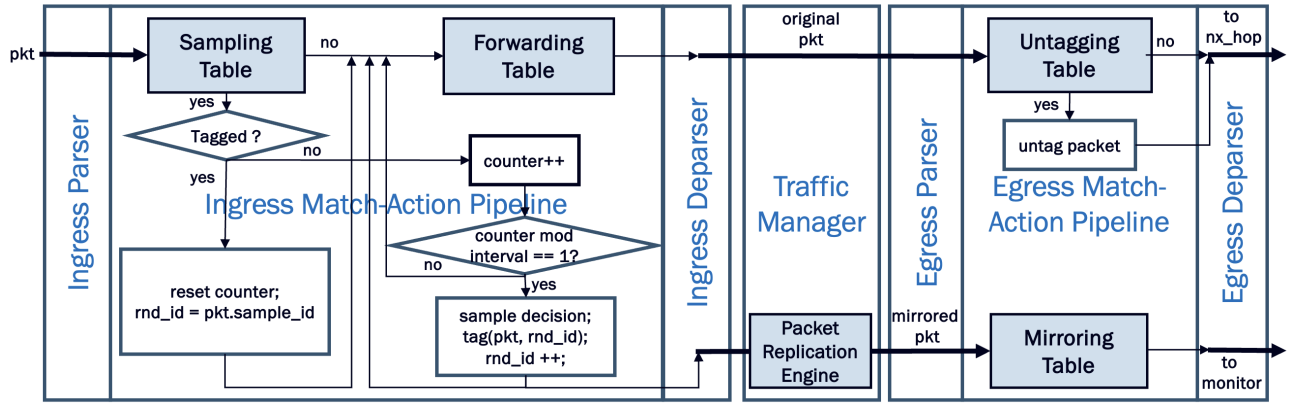 pkt
Ingress Parser
Sampling
Table
no
Forwarding
Table
yes
Tagged ?
no
yes
counter++
Ingress Match-Action Pipeline
counter mod
interval == 1?
no
yes
reset counter;
rnd_id = pkt.sample_id
sample decision;
tag(pkt, rnd_id);
rnd_id ++;
Ingress Deparser
original
pkt
Traffic
Manager
Packet
Replication
Engine
mirrored
pkt
Egress Parser
Untagging
Table
no
yes
untag packet
Egress Match-
Action Pipeline
Mirroring
Table
Egress Deparser
to
nx_hop
to
monitor